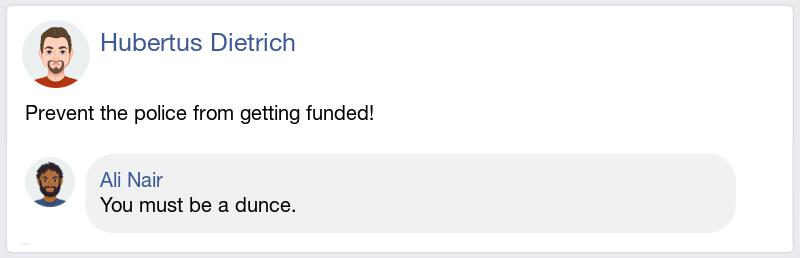 Hubertus Dietrich
Prevent the police from getting funded!
Ali Nair
You must be a dunce.